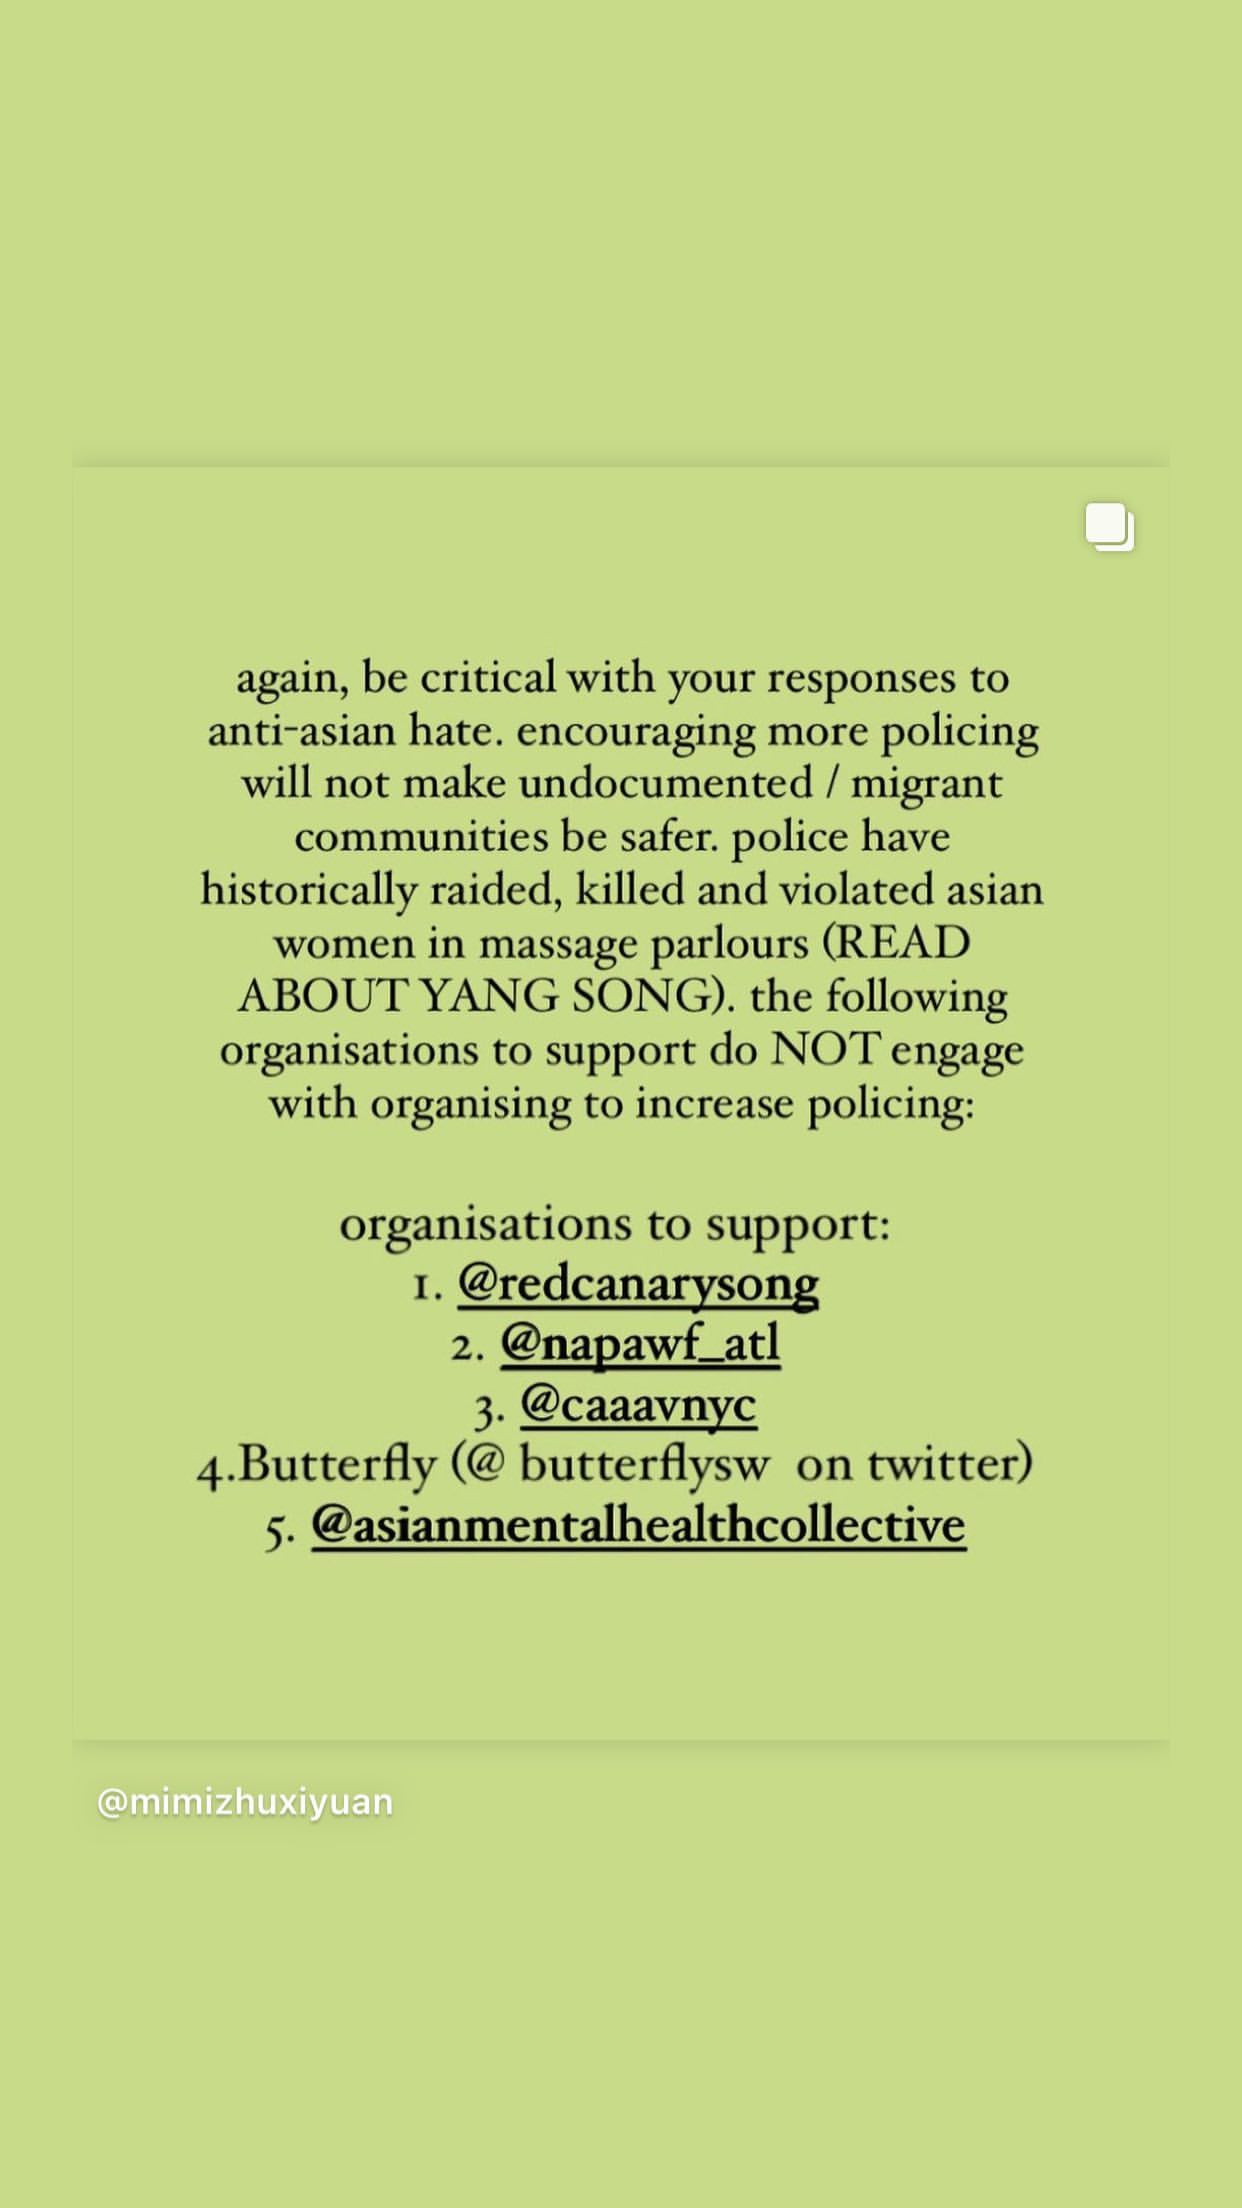 again, be critical with your responses to
anti-asian hate. encouraging more policing
will not make undocumented / migrant
communities be safer. police have
historically raided, killed and violated asian
women in massage parlours (READ
ABOUT YANG SONG). the following
organisations to support do NOT engage
with organising to increase policing:
organisations to support:
1. @redcanarysong
2. @napawf_atl
3. @caaavnyc
4.Butterfly (@ butterflysw  on twitter)
5. @asianmentalhealthcollective
@mimizhuxiyuan